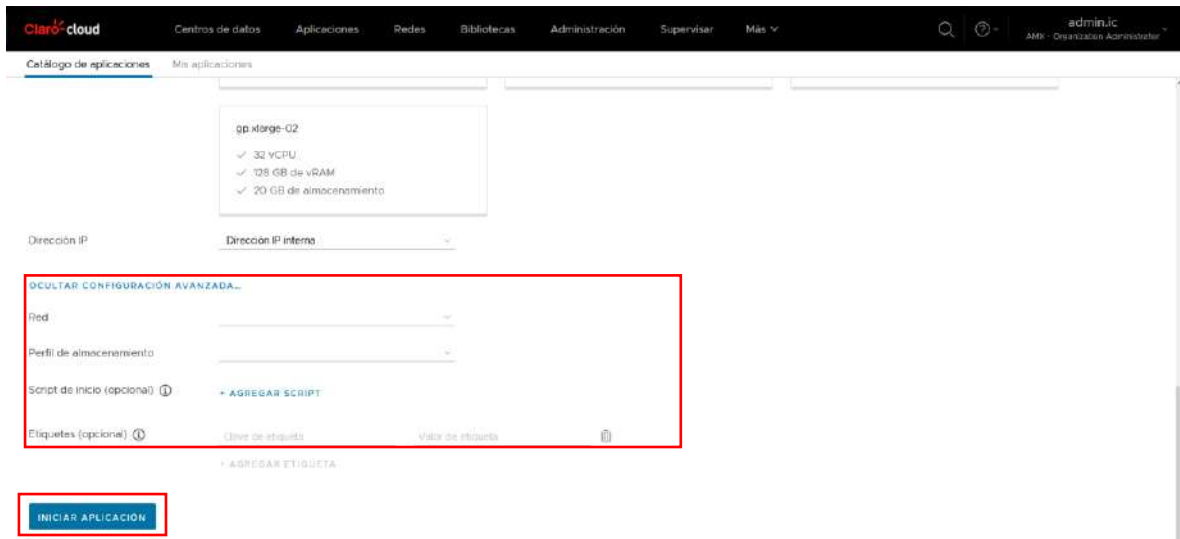 Claro-cloud
Centros de datos Aplicaciones Redes Bibliotecas Administración Supervisar Más
admin.ic
AMX - Organization Administrator
Catálogo de aplicaciones Mis aplicaciones
gp.xlarge-02
32 vCPU
128 GB de vRAM
20 GB de almacenamiento
Dirección IP Dirección IP interna
OCULTAR CONFIGURACIÓN AVANZADA...
Red
Perfil de almacenamiento
Script de inicio (opcional) + AGREGAR SCRIPT
Etiquetas (opcional) Clave de etiqueta Valor de etiqueta
+ AGREGAR ETIQUETA
INICIAR APLICACIÓN